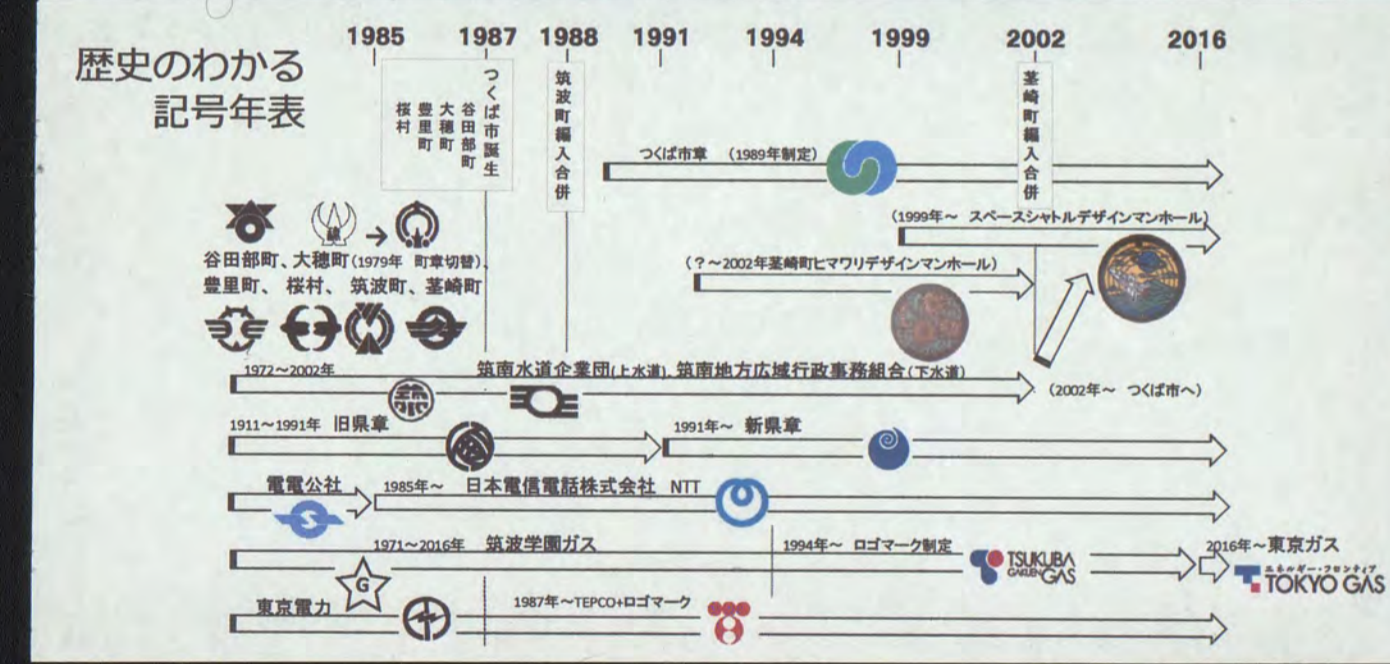 歴史のわかる
記号年表
1985 1987 1988 1991 1994 1999 2002 2016
つくば市誕生
谷田部町
大穂町
豊里町
桜村
筑波町編入合併
茎崎町編入合併
つくば市章 (1989年制定)
(1999年~ スペースシャトルデザインマンホール)
谷田部町、大穂町(1979年 町章切替)
豊里町、桜村、筑波町、茎崎町
(?~2002年茎崎町ヒマワリデザインマンホール)
1972~2002年 筑南水道企業団(上水道)、筑南地方広域行政事務組合(下水道)
(2002年~ つくば市へ)
1911~1991年 旧県章
1991年~ 新県章
電電公社
1985年~ 日本電信電話株式会社 NTT
1971~2016年 筑波学園ガス
G
1994年~ ロゴマーク制定
TSUKUBA
GAKUEN GAS
2016年~東京ガス
エネルギー・フロンティア
TOKYO GAS
東京電力
1987年~TEPCO+ロゴマーク